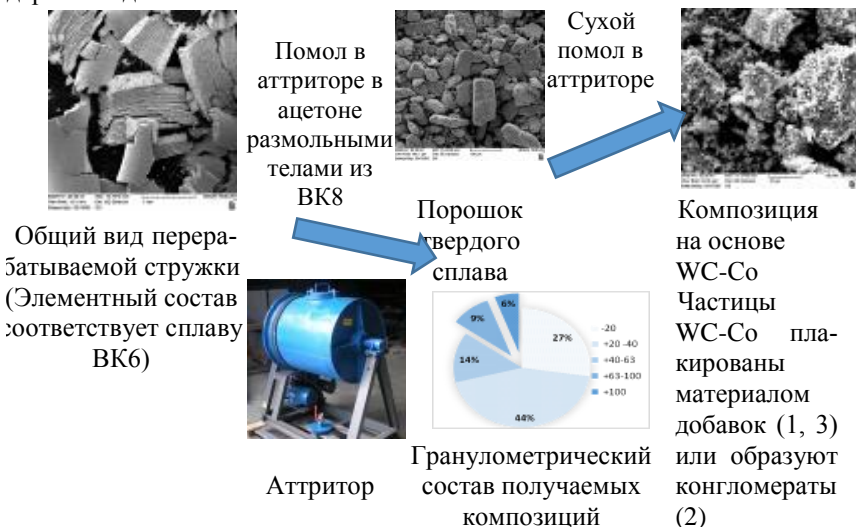 Помол в
аттриторе в
ацетоне
размольными
телами из
ВК8
Сухой
помол в
аттриторе
Общий вид перера-
батываемой стружки
(Элементный состав
соответствует сплаву
ВК6)
Порошок
твердого
сплава
Композиция
на основе
WC-Co
Частицы
WC-Co пла-
кированы
материалом
добавок (1, 3)
или образуют
конгломераты
(2)
Аттритор
6%
9%
27%
14%
44%
-20
+20 -40
+40-63
+63-100
+100
Гранулометрический
состав получаемых
композиций